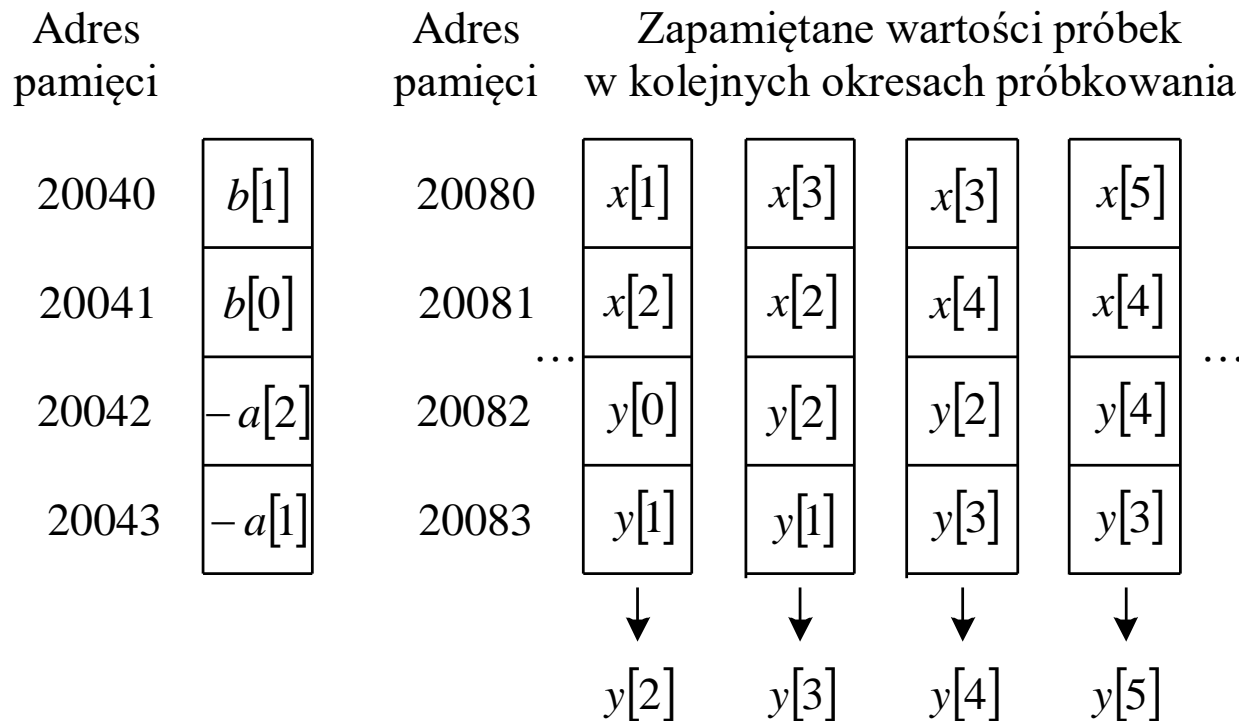 Adres Adres Zapamiętane wartości próbek
pamięci pamięci w kolejnych okresach próbkowania
20040 b[1] 20080 x[1] x[3] x[3] x[5]
20041 b[0] 20081 x[2] x[2] x[4] x[4]
… …
20042 −a[2] 20082 y[0] y[2] y[2] y[4]
20043 −a[1] 20083 y[1] y[1] y[3] y[3]
y[2] y[3] y[4] y[5]